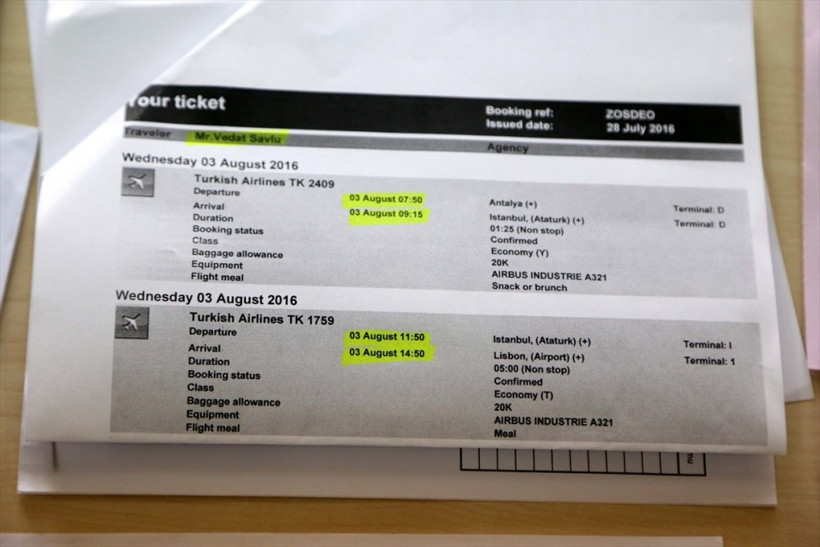 Your ticket
Booking ref: ZOSDEO
Issued date: 28 July 2016
Traveler Mr.Vedat Savlu
Agency
Wednesday 03 August 2016
Turkish Airlines TK 2409
Departure 03 August 07:50 Antalya (+) Terminal: D
Arrival 03 August 09:15 Istanbul, (Ataturk) (+) Terminal: D
Duration 01:25 (Non stop)
Booking status Confirmed
Class Economy (Y)
Baggage allowance 20K
Equipment AIRBUS INDUSTRIE A321
Flight meal Snack or brunch
Wednesday 03 August 2016
Turkish Airlines TK 1759
Departure 03 August 11:50 Istanbul, (Ataturk) (+) Terminal: I
Arrival 03 August 14:50 Lisbon, (Airport) (+) Terminal: 1
Duration 05:00 (Non stop)
Booking status Confirmed
Class Economy (T)
Baggage allowance 20K
Equipment AIRBUS INDUSTRIE A321
Flight meal Meal